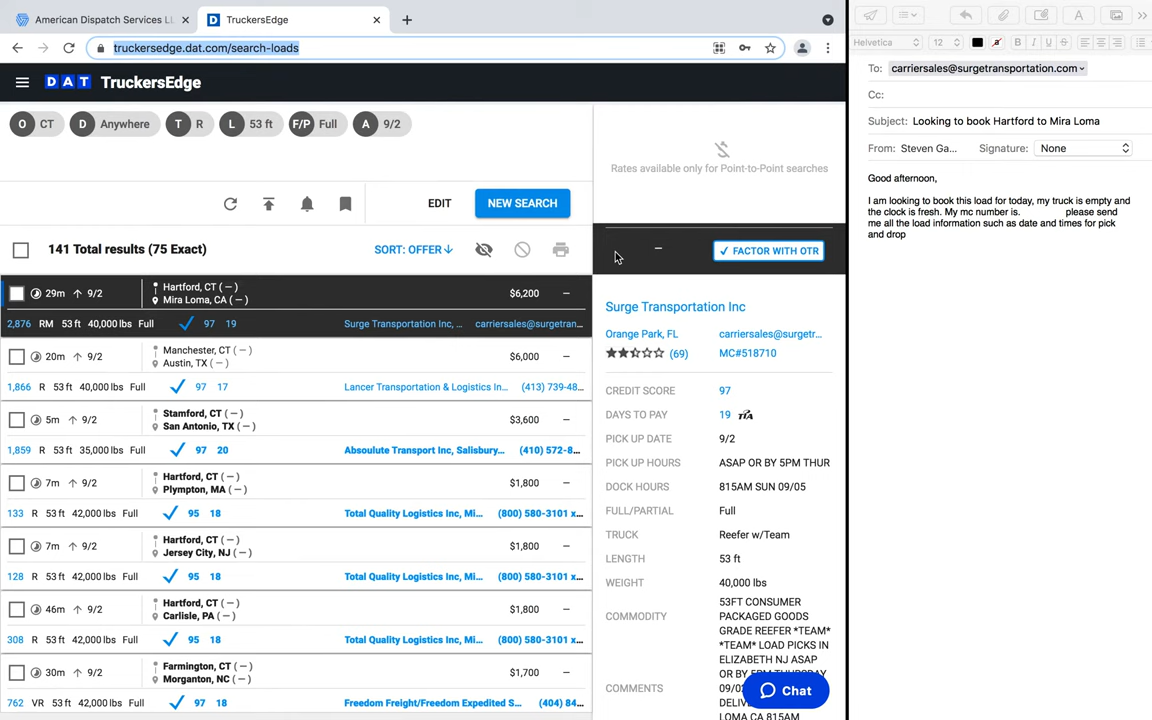 American Dispatch Services LL
TruckersEdge
truckersedge.dat.com/search-loads
DAT TruckersEdge
O CT
D Anywhere
T R
L 53 ft
F/P Full
A 9/2
EDIT
NEW SEARCH
141 Total results (75 Exact)
SORT: OFFER
29m 9/2
Hartford, CT (–)
Mira Loma, CA (–)
$6,200 –
2,876 RM 53 ft 40,000 lbs Full 97 19 Surge Transportation Inc, ... carriersales@surgetran...
20m 9/2
Manchester, CT (–)
Austin, TX (–)
$6,000 –
1,866 R 53 ft 40,000 lbs Full 97 17 Lancer Transportation & Logistics In... (413) 739-48...
5m 9/2
Stamford, CT (–)
San Antonio, TX (–)
$3,600 –
1,859 R 53 ft 35,000 lbs Full 97 20 Absoulute Transport Inc, Salisbury... (410) 572-8...
7m 9/2
Hartford, CT (–)
Plympton, MA (–)
$1,800 –
133 R 53 ft 42,000 lbs Full 95 18 Total Quality Logistics Inc, Mi... (800) 580-3101 x...
7m 9/2
Hartford, CT (–)
Jersey City, NJ (–)
$1,800 –
128 R 53 ft 42,000 lbs Full 95 18 Total Quality Logistics Inc, Mi... (800) 580-3101 x...
46m 9/2
Hartford, CT (–)
Carlisle, PA (–)
$1,800 –
308 R 53 ft 42,000 lbs Full 95 18 Total Quality Logistics Inc, Mi... (800) 580-3101 x...
30m 9/2
Farmington, CT (–)
Morganton, NC (–)
$1,700 –
762 VR 53 ft 42,000 lbs Full 97 18 Freedom Freight/Freedom Expedited S... (404) 84...
Rates available only for Point-to-Point searches
– FACTOR WITH OTR
Surge Transportation Inc
Orange Park, FL carriersales@surgetr...
(69) MC#518710
CREDIT SCORE 97
DAYS TO PAY 19 TIA
PICK UP DATE 9/2
PICK UP HOURS ASAP OR BY 5PM THUR
DOCK HOURS 815AM SUN 09/05
FULL/PARTIAL Full
TRUCK Reefer w/Team
LENGTH 53 ft
WEIGHT 40,000 lbs
COMMODITY
53FT CONSUMER
PACKAGED GOODS
GRADE REEFER *TEAM*
COMMENTS
*TEAM* LOAD PICKS IN
ELIZABETH NJ ASAP
OR BY 5PM THURSDAY
09/0
DELIV
LOMA CA 815AM
Chat
Helvetica 12 a B I U S
To: carriersales@surgetransportation.com
Cc:
Subject: Looking to book Hartford to Mira Loma
From: Steven Ga... Signature: None
Good afternoon,
I am looking to book this load for today, my truck is empty and
the clock is fresh. My mc number is. please send
me all the load information such as date and times for pick
and drop